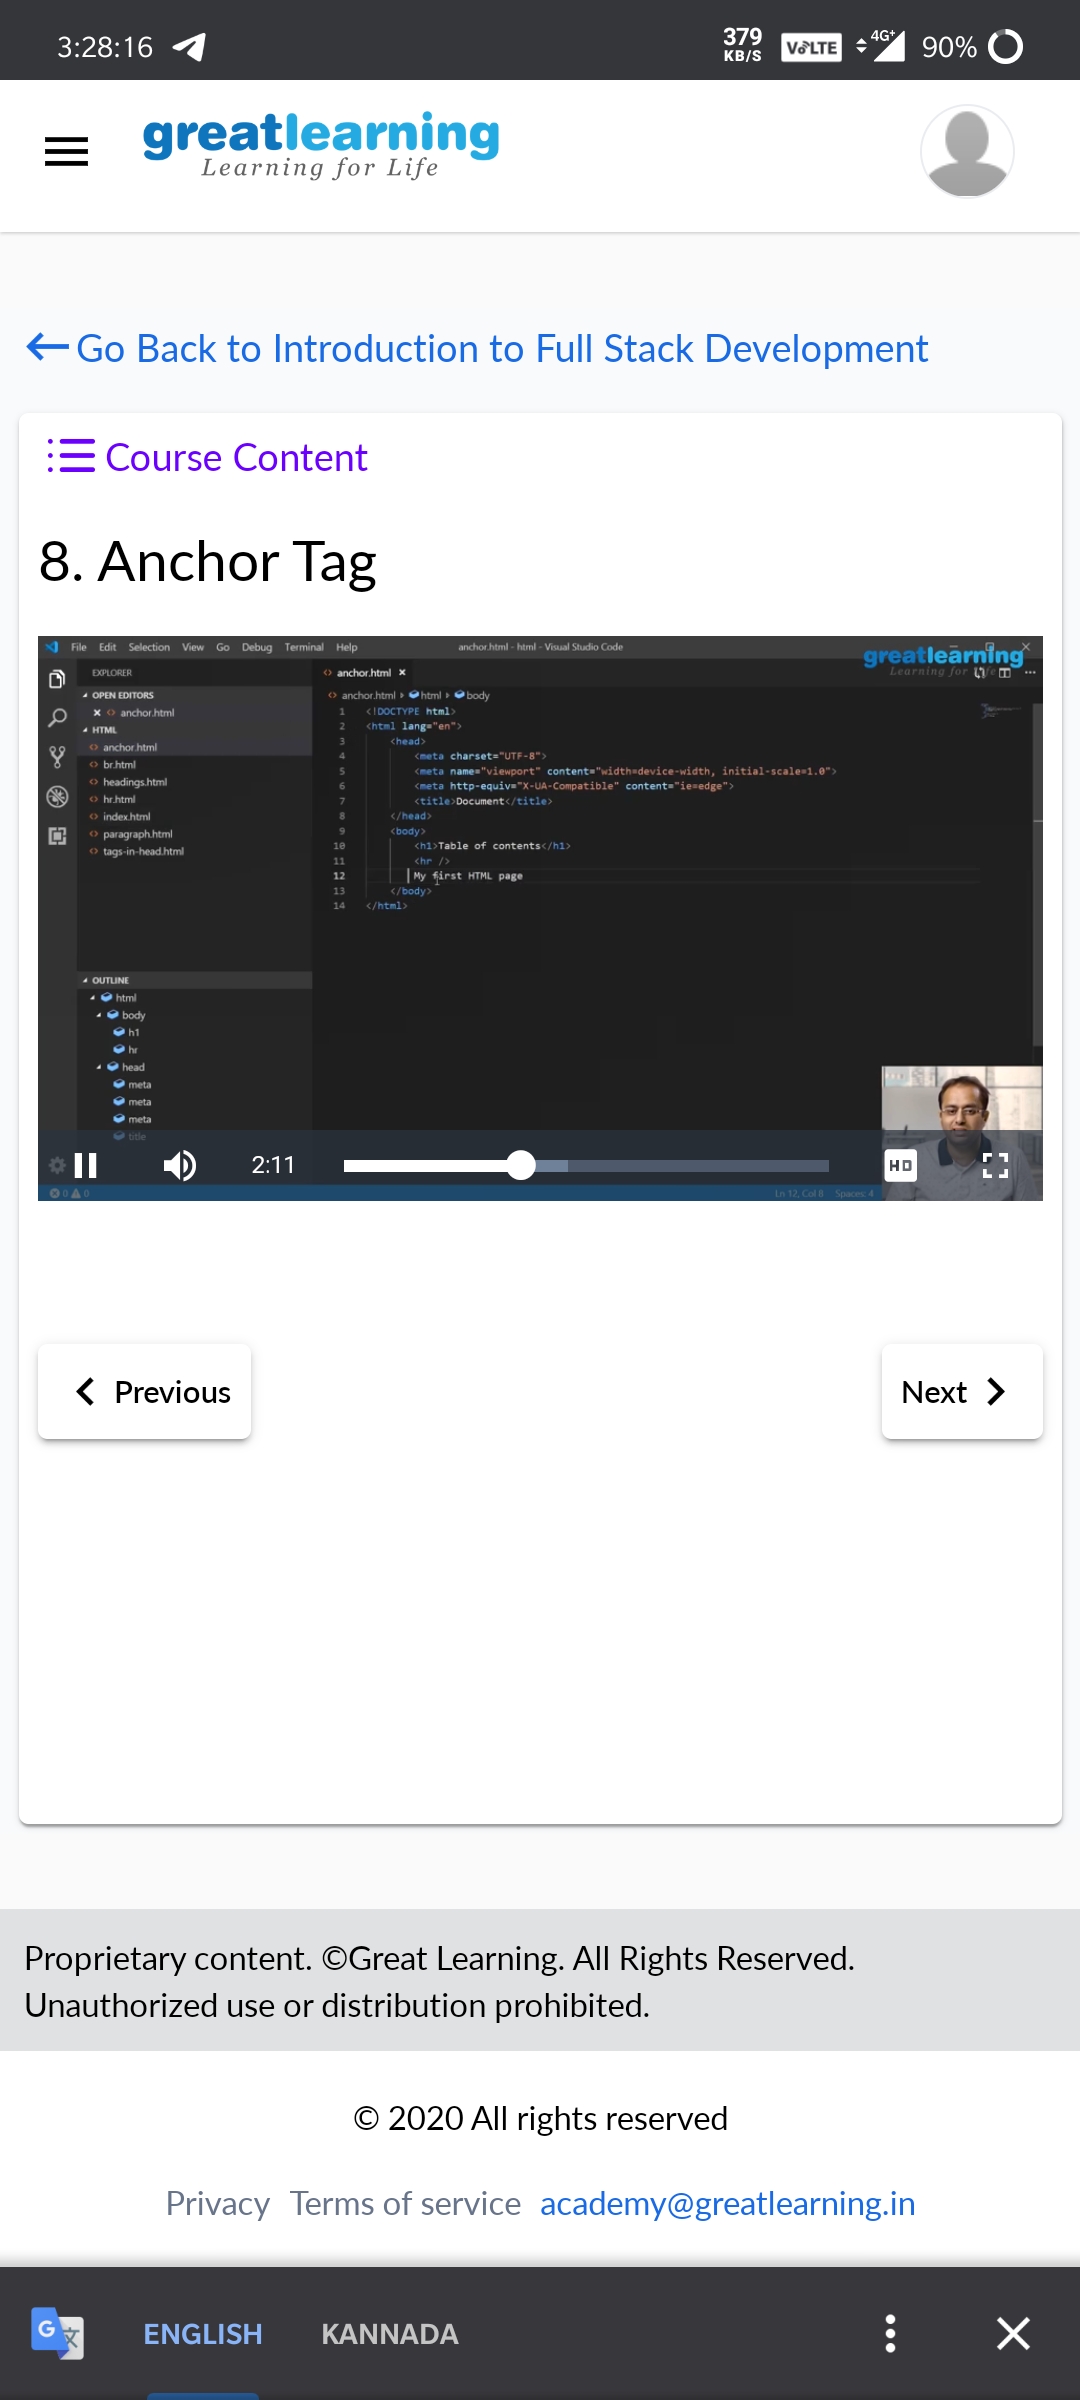 3:28:16
379
KB/S
VoLTE
4G+
90%
greatlearning
Learning for Life
Go Back to Introduction to Full Stack Development
Course Content
8. Anchor Tag
File Edit Selection View Go Debug Terminal Help
anchor.html - html - Visual Studio Code
greatlearning
Learning for Life
EXPLORER
anchor.html
OPEN EDITORS
anchor.html › html › body
anchor.html
HTML
anchor.html
br.html
headings.html
hr.html
index.html
paragraph.html
tags-in-head.html
1 <!DOCTYPE html>
2 <html lang="en">
3 <head>
4 <meta charset="UTF-8">
5 <meta name="viewport" content="width=device-width, initial-scale=1.0">
6 <meta http-equiv="X-UA-Compatible" content="ie=edge">
7 <title>Document</title>
8 </head>
9 <body>
10 <h1>Table of contents</h1>
11 <hr />
12 My first HTML page
13 </body>
14 </html>
OUTLINE
html
body
h1
hr
head
meta
meta
meta
title
2:11
HD
0 0
Ln 12, Col 8 Spaces: 4
Previous
Next
Proprietary content. ©Great Learning. All Rights Reserved.
Unauthorized use or distribution prohibited.
© 2020 All rights reserved
Privacy Terms of service academy@greatlearning.in
G 文
ENGLISH KANNADA